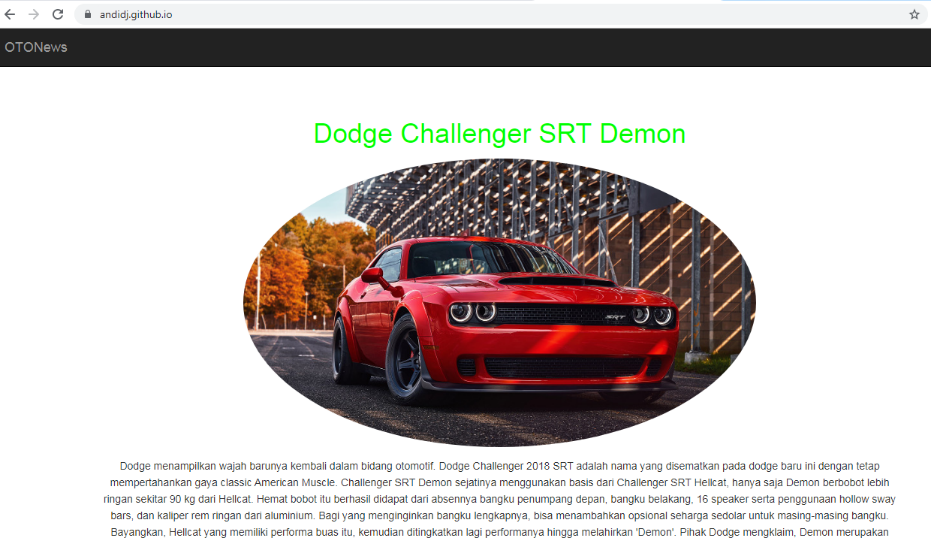 andidj.github.io
OTONews
Dodge Challenger SRT Demon
SRT
Dodge menampilkan wajah barunya kembali dalam bidang otomotif. Dodge Challenger 2018 SRT adalah nama yang disematkan pada dodge baru ini dengan tetap
mempertahankan gaya classic American Muscle. Challenger SRT Demon sejatinya menggunakan basis dari Challenger SRT Hellcat, hanya saja Demon berbobot lebih
ringan sekitar 90 kg dari Hellcat. Hemat bobot itu berhasil didapat dari absennya bangku penumpang depan, bangku belakang, 16 speaker serta penggunaan hollow sway
bars, dan kaliper rem ringan dari aluminium. Bagi yang menginginkan bangku lengkapnya, bisa menambahkan opsional seharga sedolar untuk masing-masing bangku.
Bayangkan, Hellcat yang memiliki performa buas itu, kemudian ditingkatkan lagi performanya hingga melahirkan 'Demon'. Pihak Dodge mengklaim, Demon merupakan